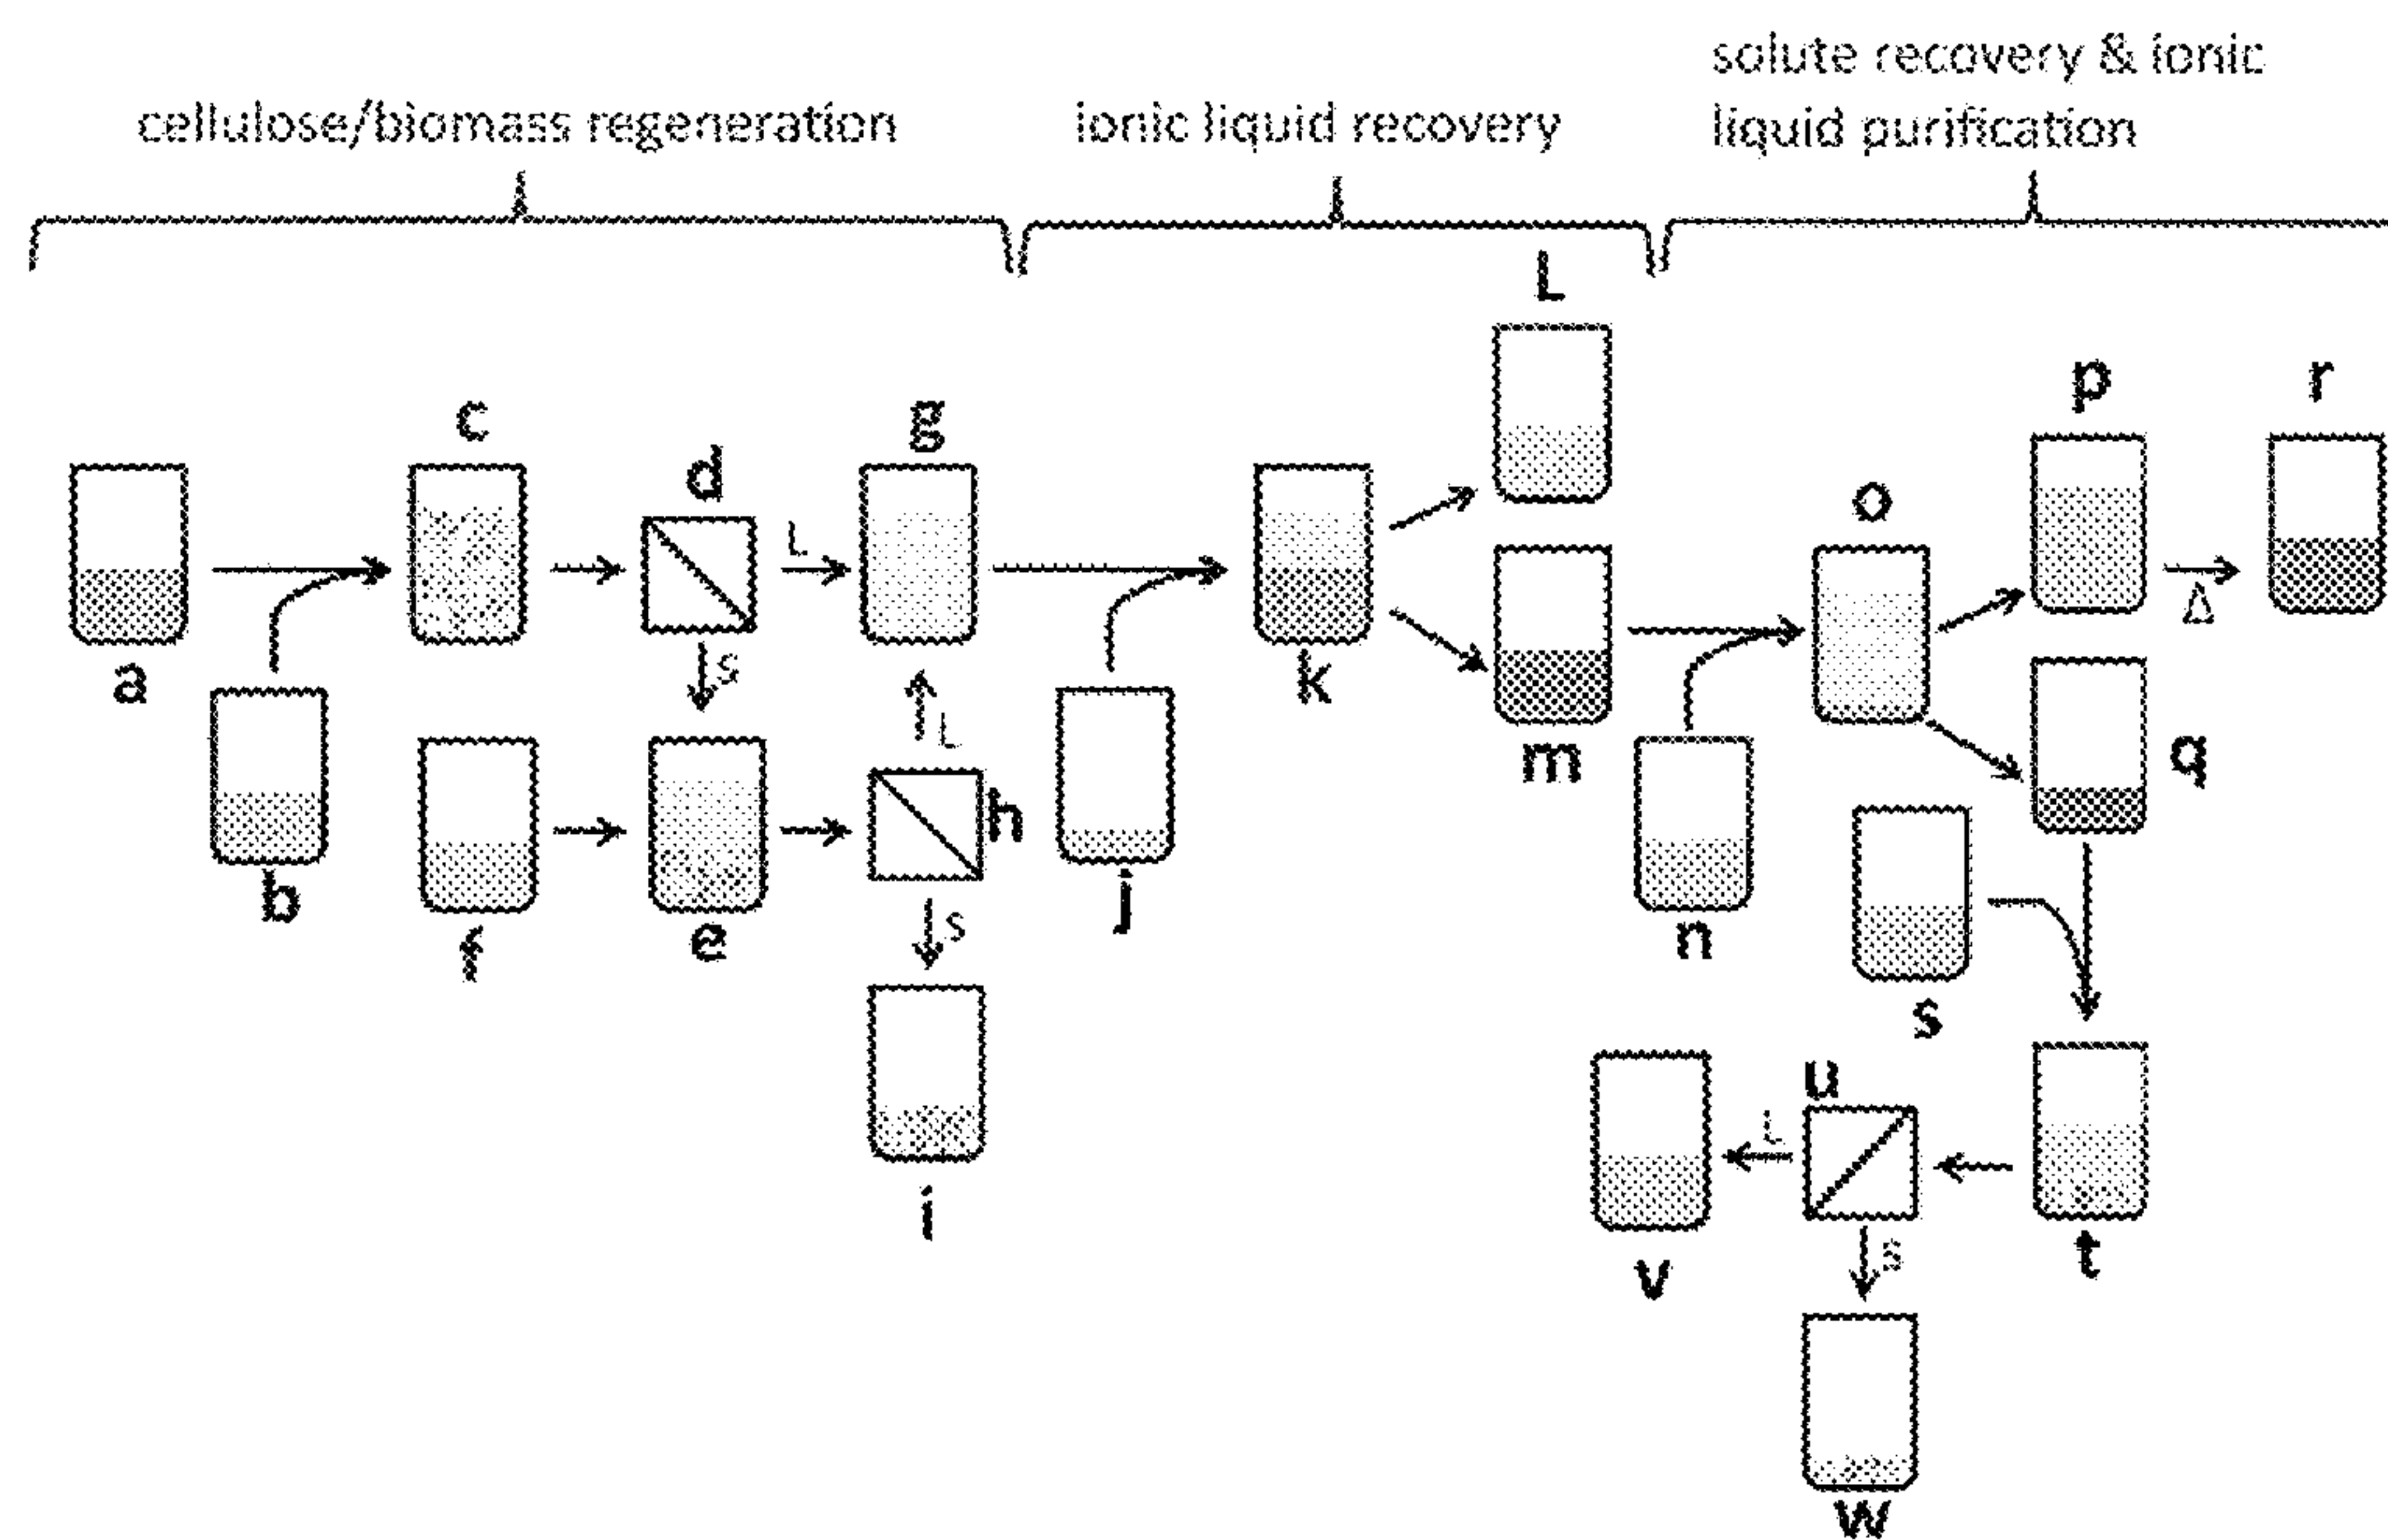 solute recovery & ionic
cellulose/biomass regeneration ionic liquid recovery liquid purification
L
c g p r
d o
L
a S k m q
b f e L h j n s
S
i u t
v L
S
w
Δ